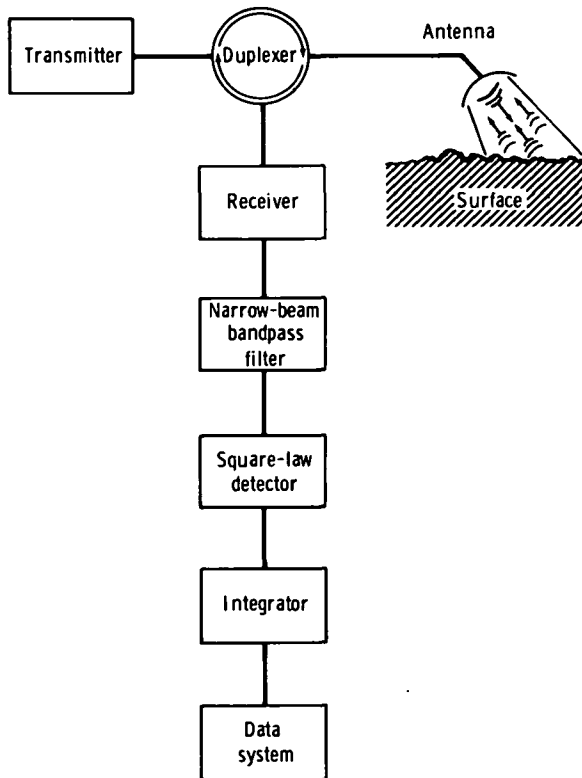 Antenna
Transmitter
Duplexer
Receiver
Surface
Narrow-beam
bandpass
filter
Square-law
detector
Integrator
Data
system